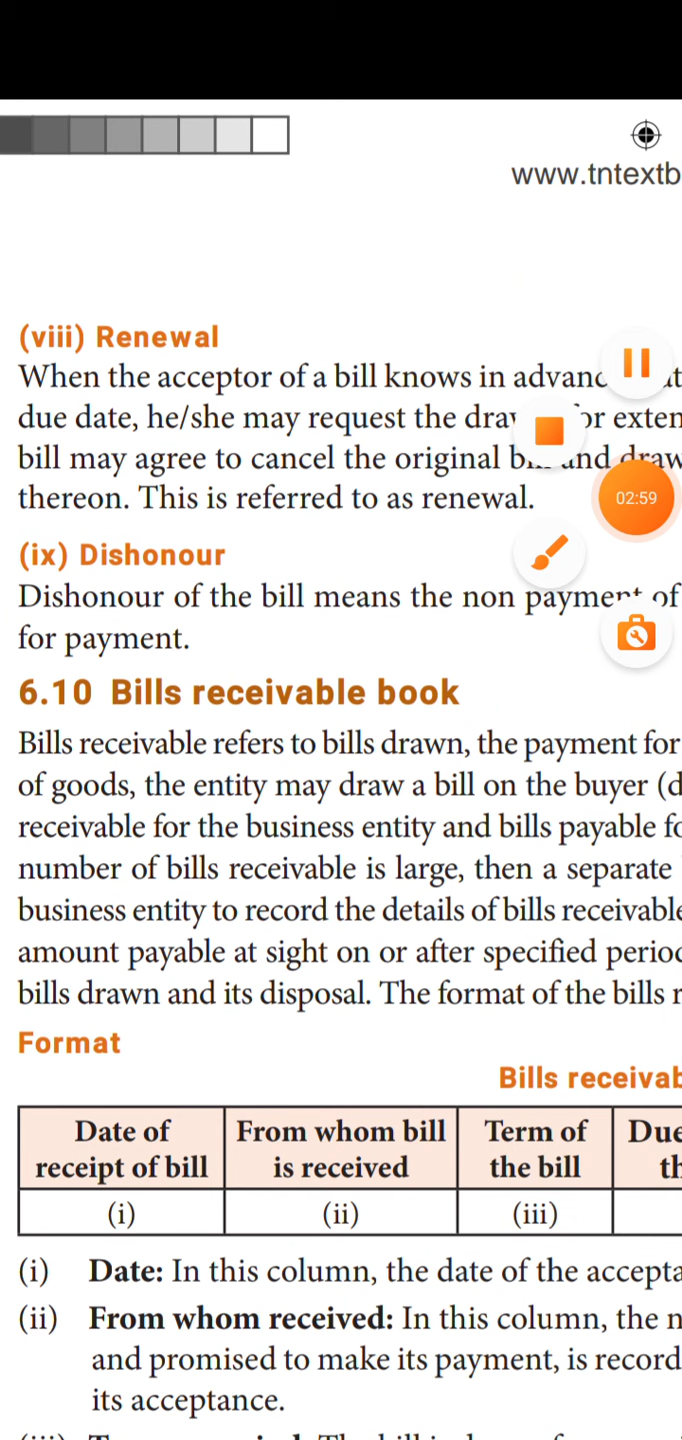 www.tntextb
(viii) Renewal
When the acceptor of a bill knows in
due date, he/she may request the exten
bill may agree to cancel the original and draw
thereon. This is referred to as renewal.
02:59
(ix) Dishonour
Dishonour of the bill means the non payment of
for payment.
6.10 Bills receivable book
Bills receivable refers to bills drawn, the payment for
of goods, the entity may draw a bill on the buyer (d
receivable for the business entity and bills payable fo
number of bills receivable is large, then a separate
business entity to record the details of bills receivable
amount payable at sight on or after specified period
bills drawn and its disposal. The format of the bills r
Format
Bills receivab
Date of From whom bill Term of Due
receipt of bill is received the bill th
(i) (ii) (iii)
(i) Date: In this column, the date of the accepta
(ii) From whom received: In this column, the n
and promised to make its payment, is record
its acceptance.